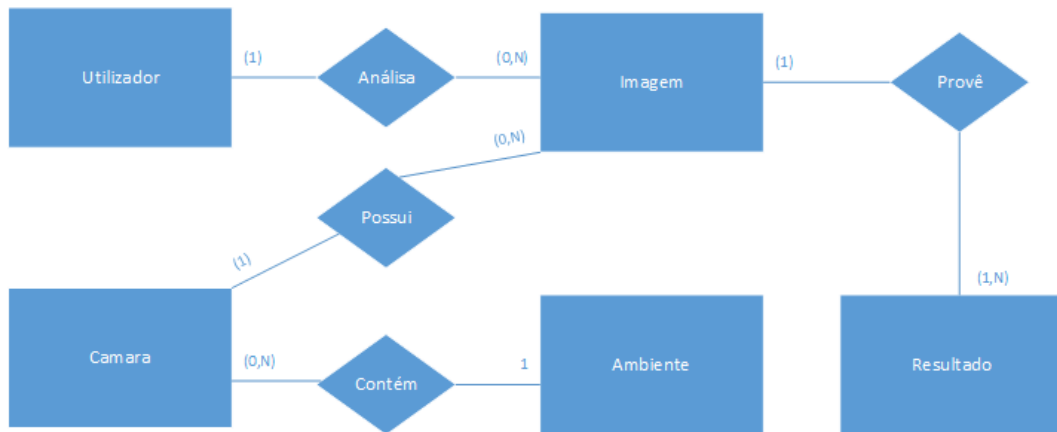 Utilizador
(1)
Análisa
(0,N)
Imagem
(1)
Provê
(0,N)
Possui
(1)
(1,N)
Camara
(0,N)
Contém
1
Ambiente
Resultado